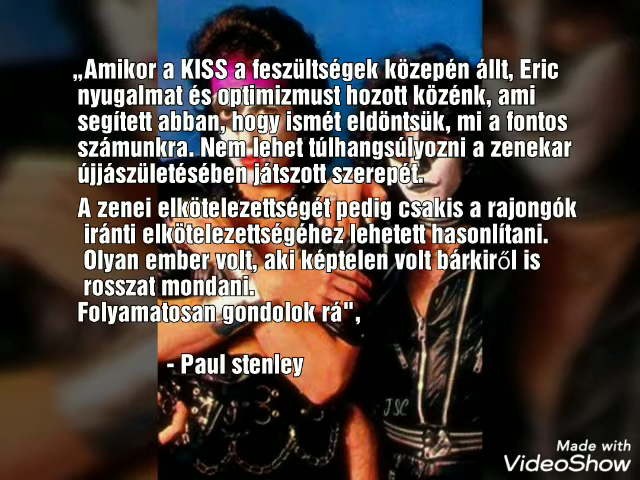 „Amikor a KISS a feszültségek közepén állt, Eric
nyugalmat és optimizmust hozott közénk, ami
segített abban, hogy ismét eldöntsük, mi a fontos
számunkra. Nem lehet túlhangsúlyozni a zenekar
újjászületésében játszott szerepét.
A zenei elkötelezettségét pedig csakis a rajongók
iránti elkötelezettségéhez lehetett hasonlítani.
Olyan ember volt, aki képtelen volt bárkiről is
rosszat mondani.
Folyamatosan gondolok rá",
- Paul stenley
Made with
VideoShow